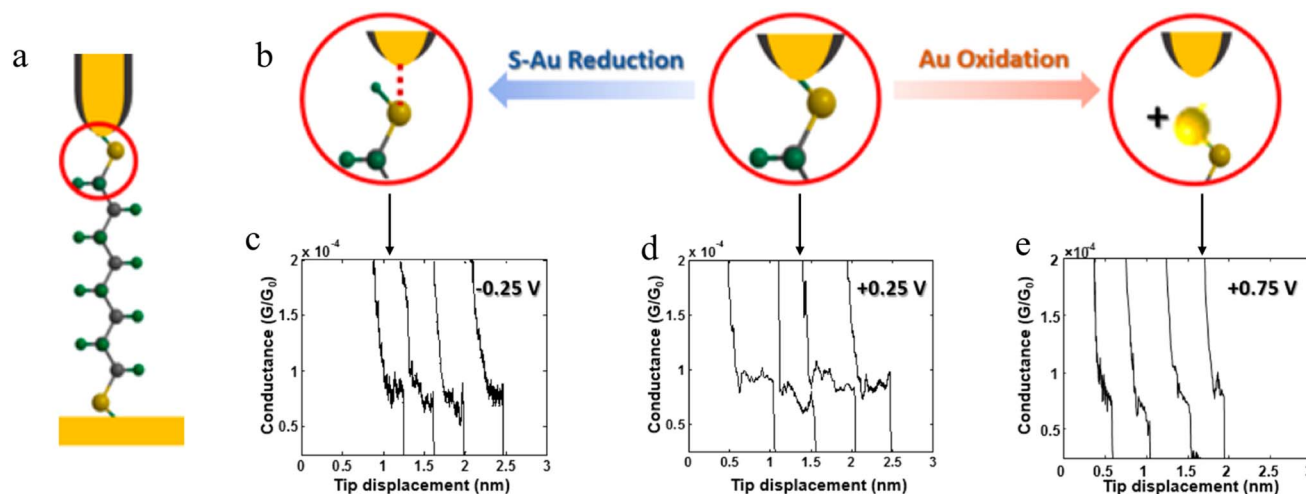 a
b
S-Au Reduction
Au Oxidation
+
c
d
e
× 10⁻⁴
-0.25 V
Conductance (G/G₀)
2
1.5
1
0.5
0 0.5 1 1.5 2 2.5 3
Tip displacement (nm)
× 10⁻⁴
+0.25 V
Conductance (G/G₀)
2
1.5
1
0.5
0 0.5 1 1.5 2 2.5 3
Tip displacement (nm)
× 10⁻⁴
+0.75 V
Conductance (G/G₀)
2
1.5
1
0.5
0 0.5 1 1.5 2 2.5 3
Tip displacement (nm)